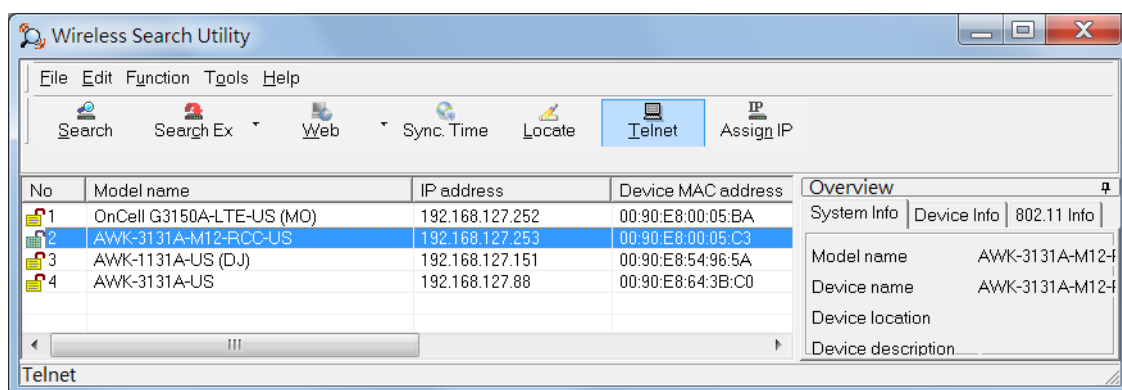 Wireless Search Utility
File Edit Function Tools Help
Search Search Ex Web Sync. Time Locate Telnet Assign IP
No Model name IP address Device MAC address
1 OnCell G3150A-LTE-US (MO) 192.168.127.252 00:90:E8:00:05:BA
2 AWK-3131A-M12-RCC-US 192.168.127.253 00:90:E8:00:05:C3
3 AWK-1131A-US (DJ) 192.168.127.151 00:90:E8:54:96:5A
4 AWK-3131A-US 192.168.127.88 00:90:E8:64:3B:C0
Overview
System Info Device Info 802.11 Info
Model name AWK-3131A-M12-
Device name AWK-3131A-M12-
Device location
Device description
Telnet